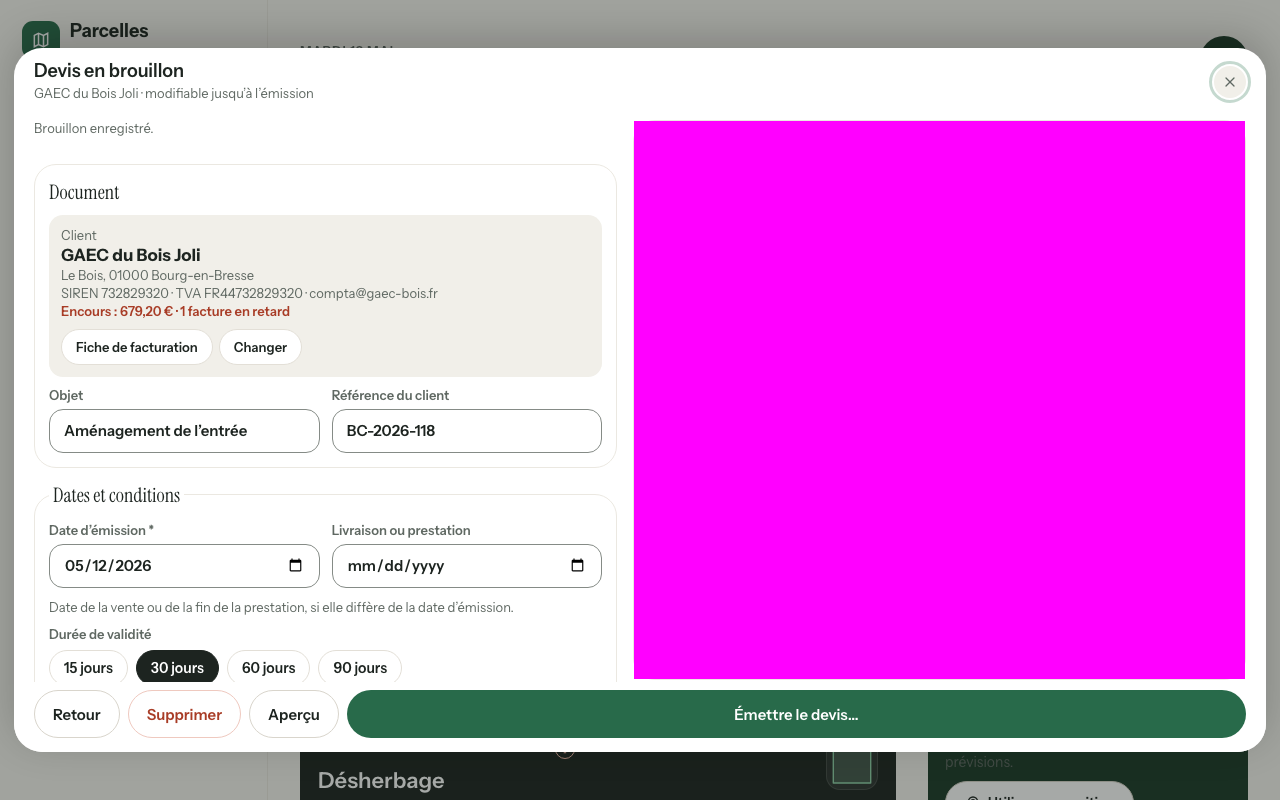 Parcelles
Devis en brouillon
GAEC du Bois Joli · modifiable jusqu’à l’émission
Brouillon enregistré.
Document
Client
GAEC du Bois Joli
Le Bois, 01000 Bourg-en-Bresse
SIREN 732829320 · TVA FR44732829320 · compta@gaec-bois.fr
Encours : 679,20 € · 1 facture en retard
Fiche de facturation
Changer
Objet
Référence du client
Aménagement de l’entrée
BC-2026-118
Dates et conditions
Date d’émission *
Livraison ou prestation
05/12/2026
mm/dd/yyyy
Date de la vente ou de la fin de la prestation, si elle diffère de la date d’émission.
Durée de validité
15 jours
30 jours
60 jours
90 jours
Retour
Supprimer
Aperçu
Émettre le devis…
Désherbage
prévisions.